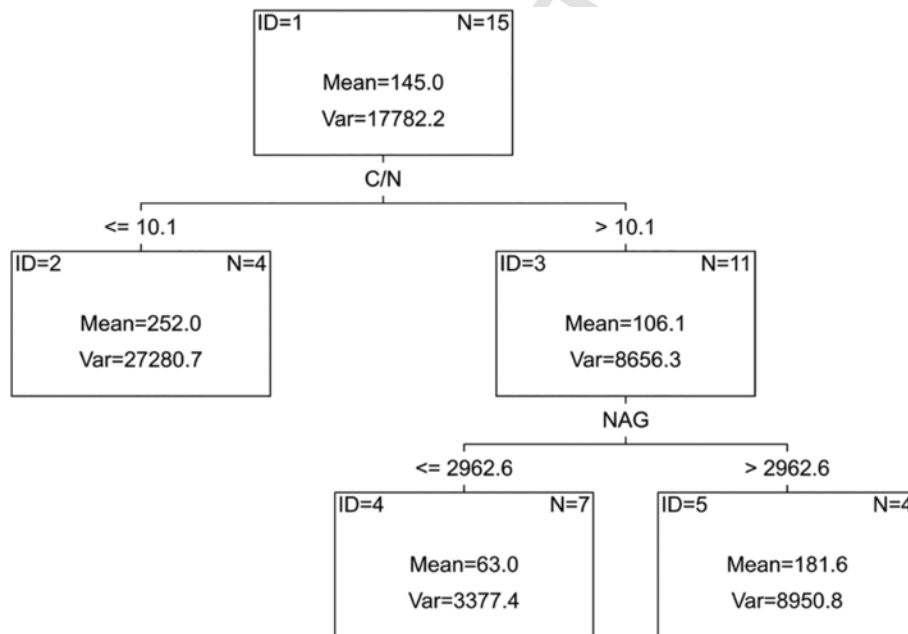 ID=1 N=15
Mean=145.0
Var=17782.2
C/N
<= 10.1 > 10.1
ID=2 N=4 ID=3 N=11
Mean=252.0 Mean=106.1
Var=27280.7 Var=8656.3
NAG
<= 2962.6 > 2962.6
ID=4 N=7 ID=5 N=4
Mean=63.0 Mean=181.6
Var=3377.4 Var=8950.8